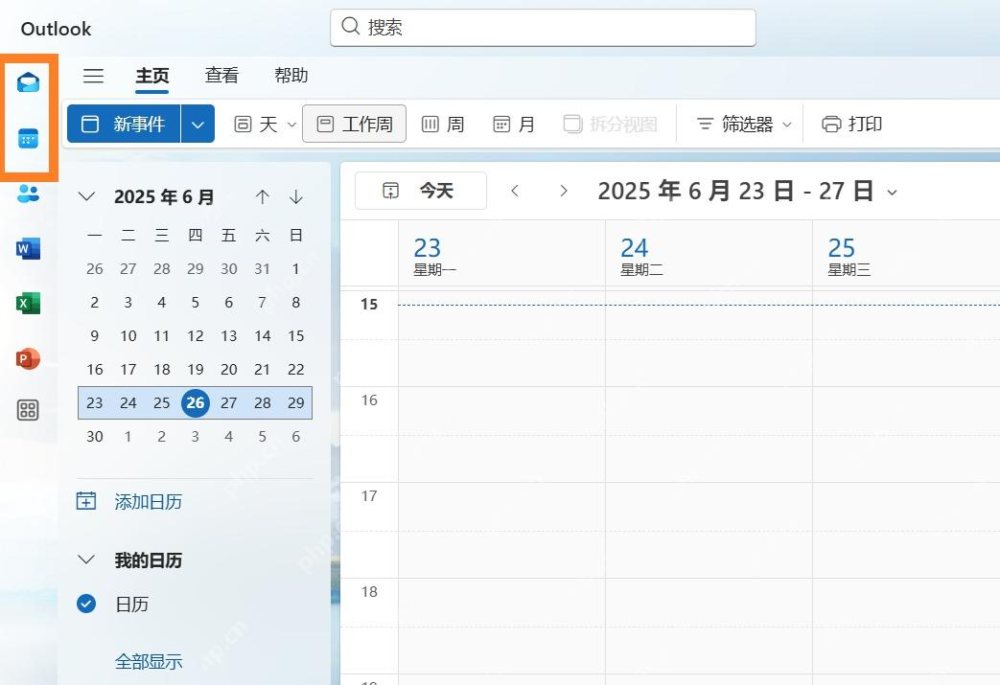 Outlook
搜索
主页 查看 帮助
新事件 天 工作周 周 月 拆分视图 筛选器 打印
2025 年 6 月
一 二 三 四 五 六 日
26 27 28 29 30 31 1
2 3 4 5 6 7 8
9 10 11 12 13 14 15
16 17 18 19 20 21 22
23 24 25 26 27 28 29
30 1 2 3 4 5 6
添加日历
我的日历
日历
全部显示
今天 2025 年 6 月 23 日 - 27 日
23 24 25
星期一 星期二 星期三
15
16
17
18